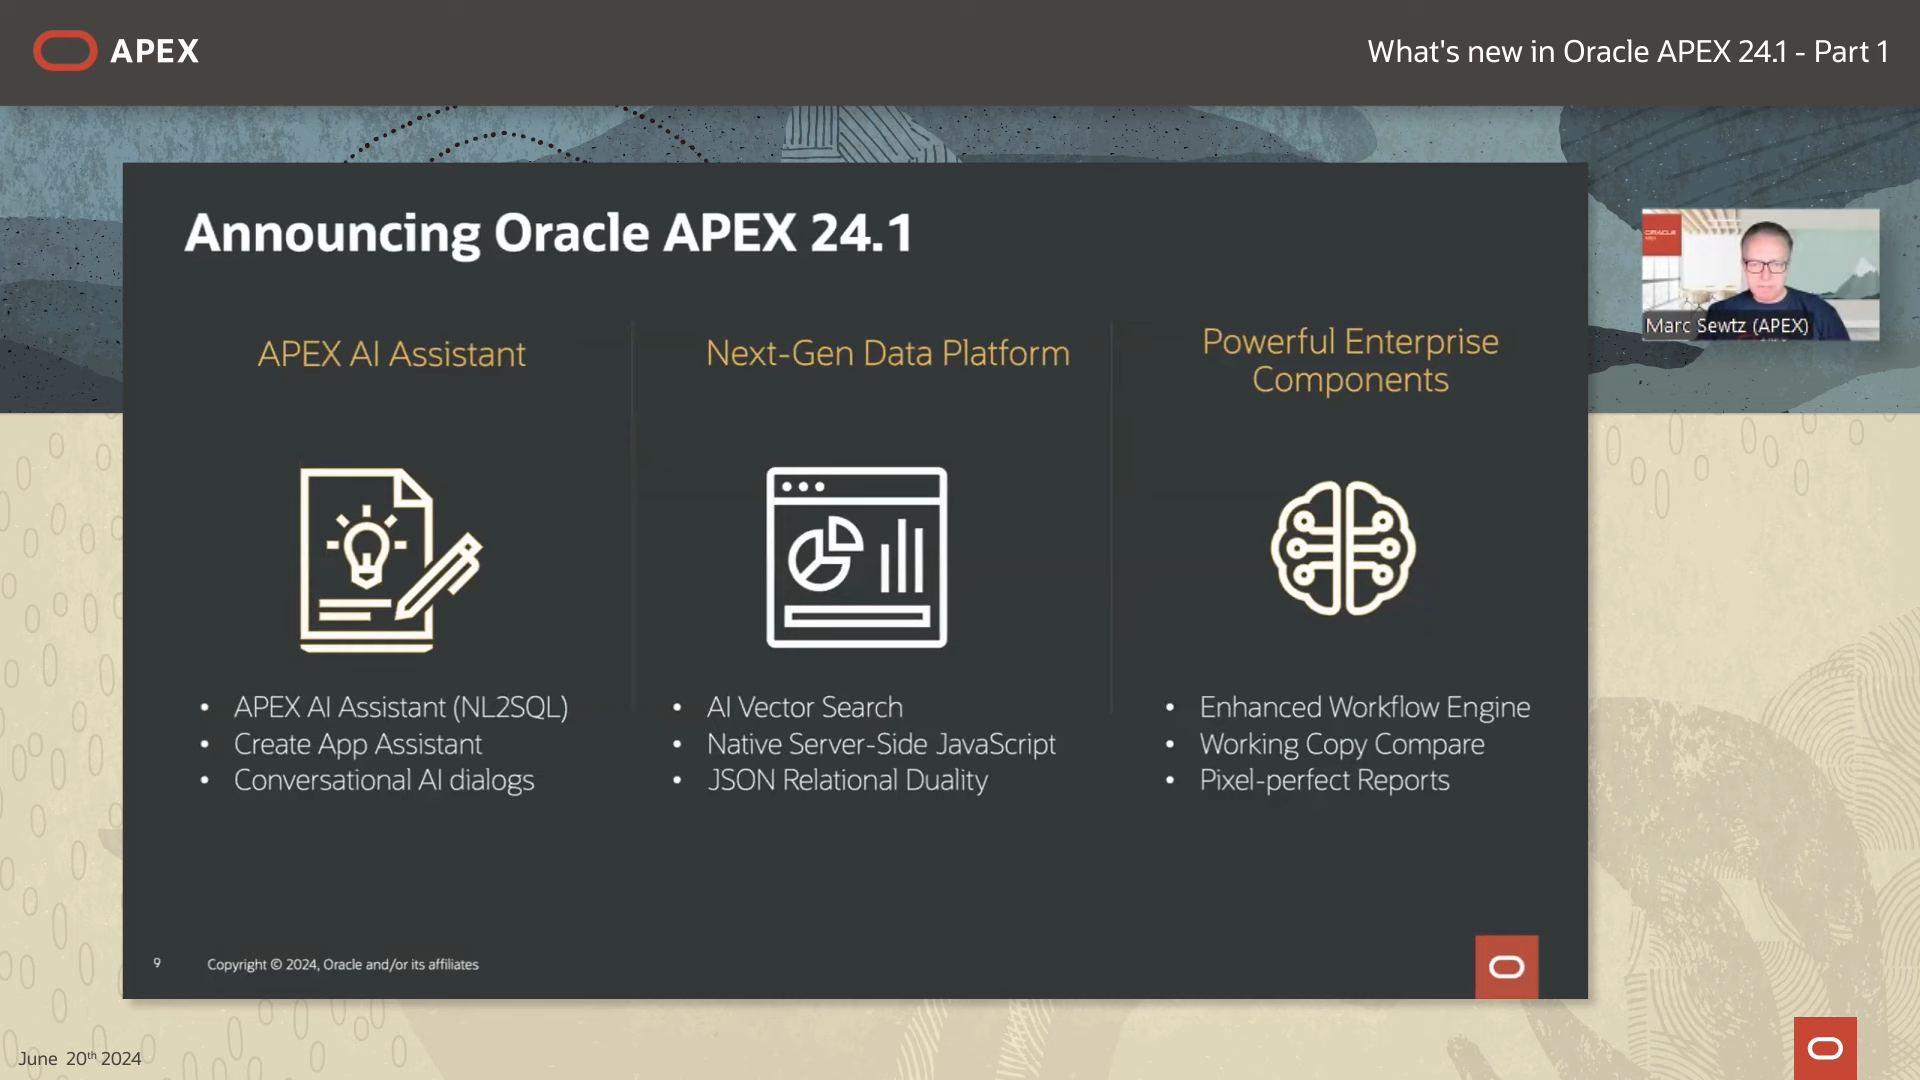 APEX
What's new in Oracle APEX 24.1 - Part 1
Announcing Oracle APEX 24.1
APEX AI Assistant
Next-Gen Data Platform
Powerful Enterprise
Components
• APEX AI Assistant (NL2SQL)
• Create App Assistant
• Conversational AI dialogs
• AI Vector Search
• Native Server-Side JavaScript
• JSON Relational Duality
• Enhanced Workflow Engine
• Working Copy Compare
• Pixel-perfect Reports
9
Copyright © 2024, Oracle and/or its affiliates
ORACLE
Marc Sewtz (APEX)
June 20th 2024